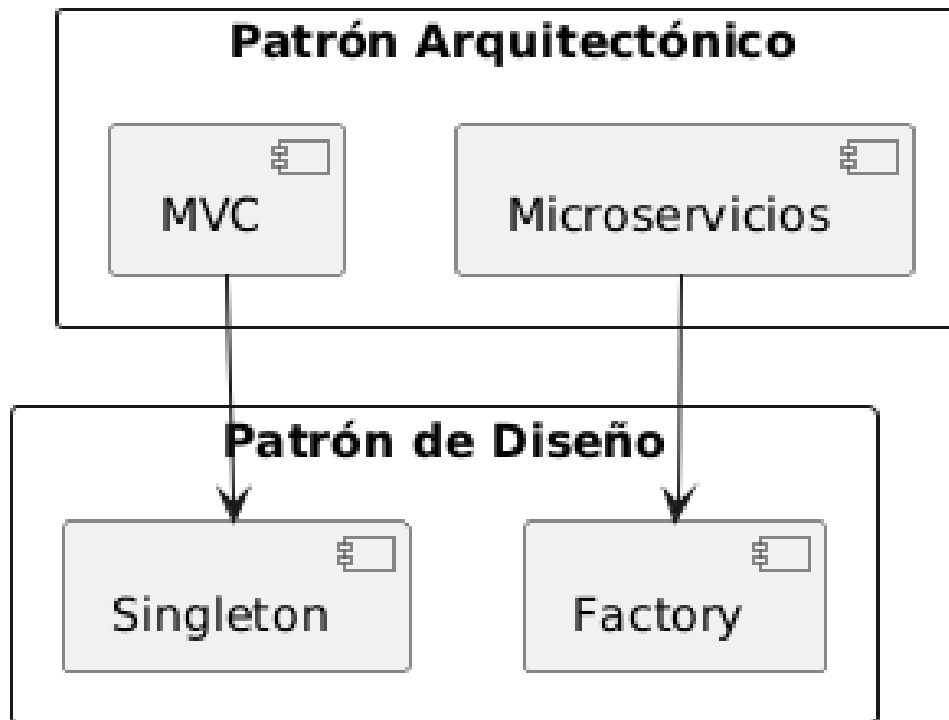 Patrón Arquitectónico
MVC
Microservicios
Patrón de Diseño
Singleton
Factory